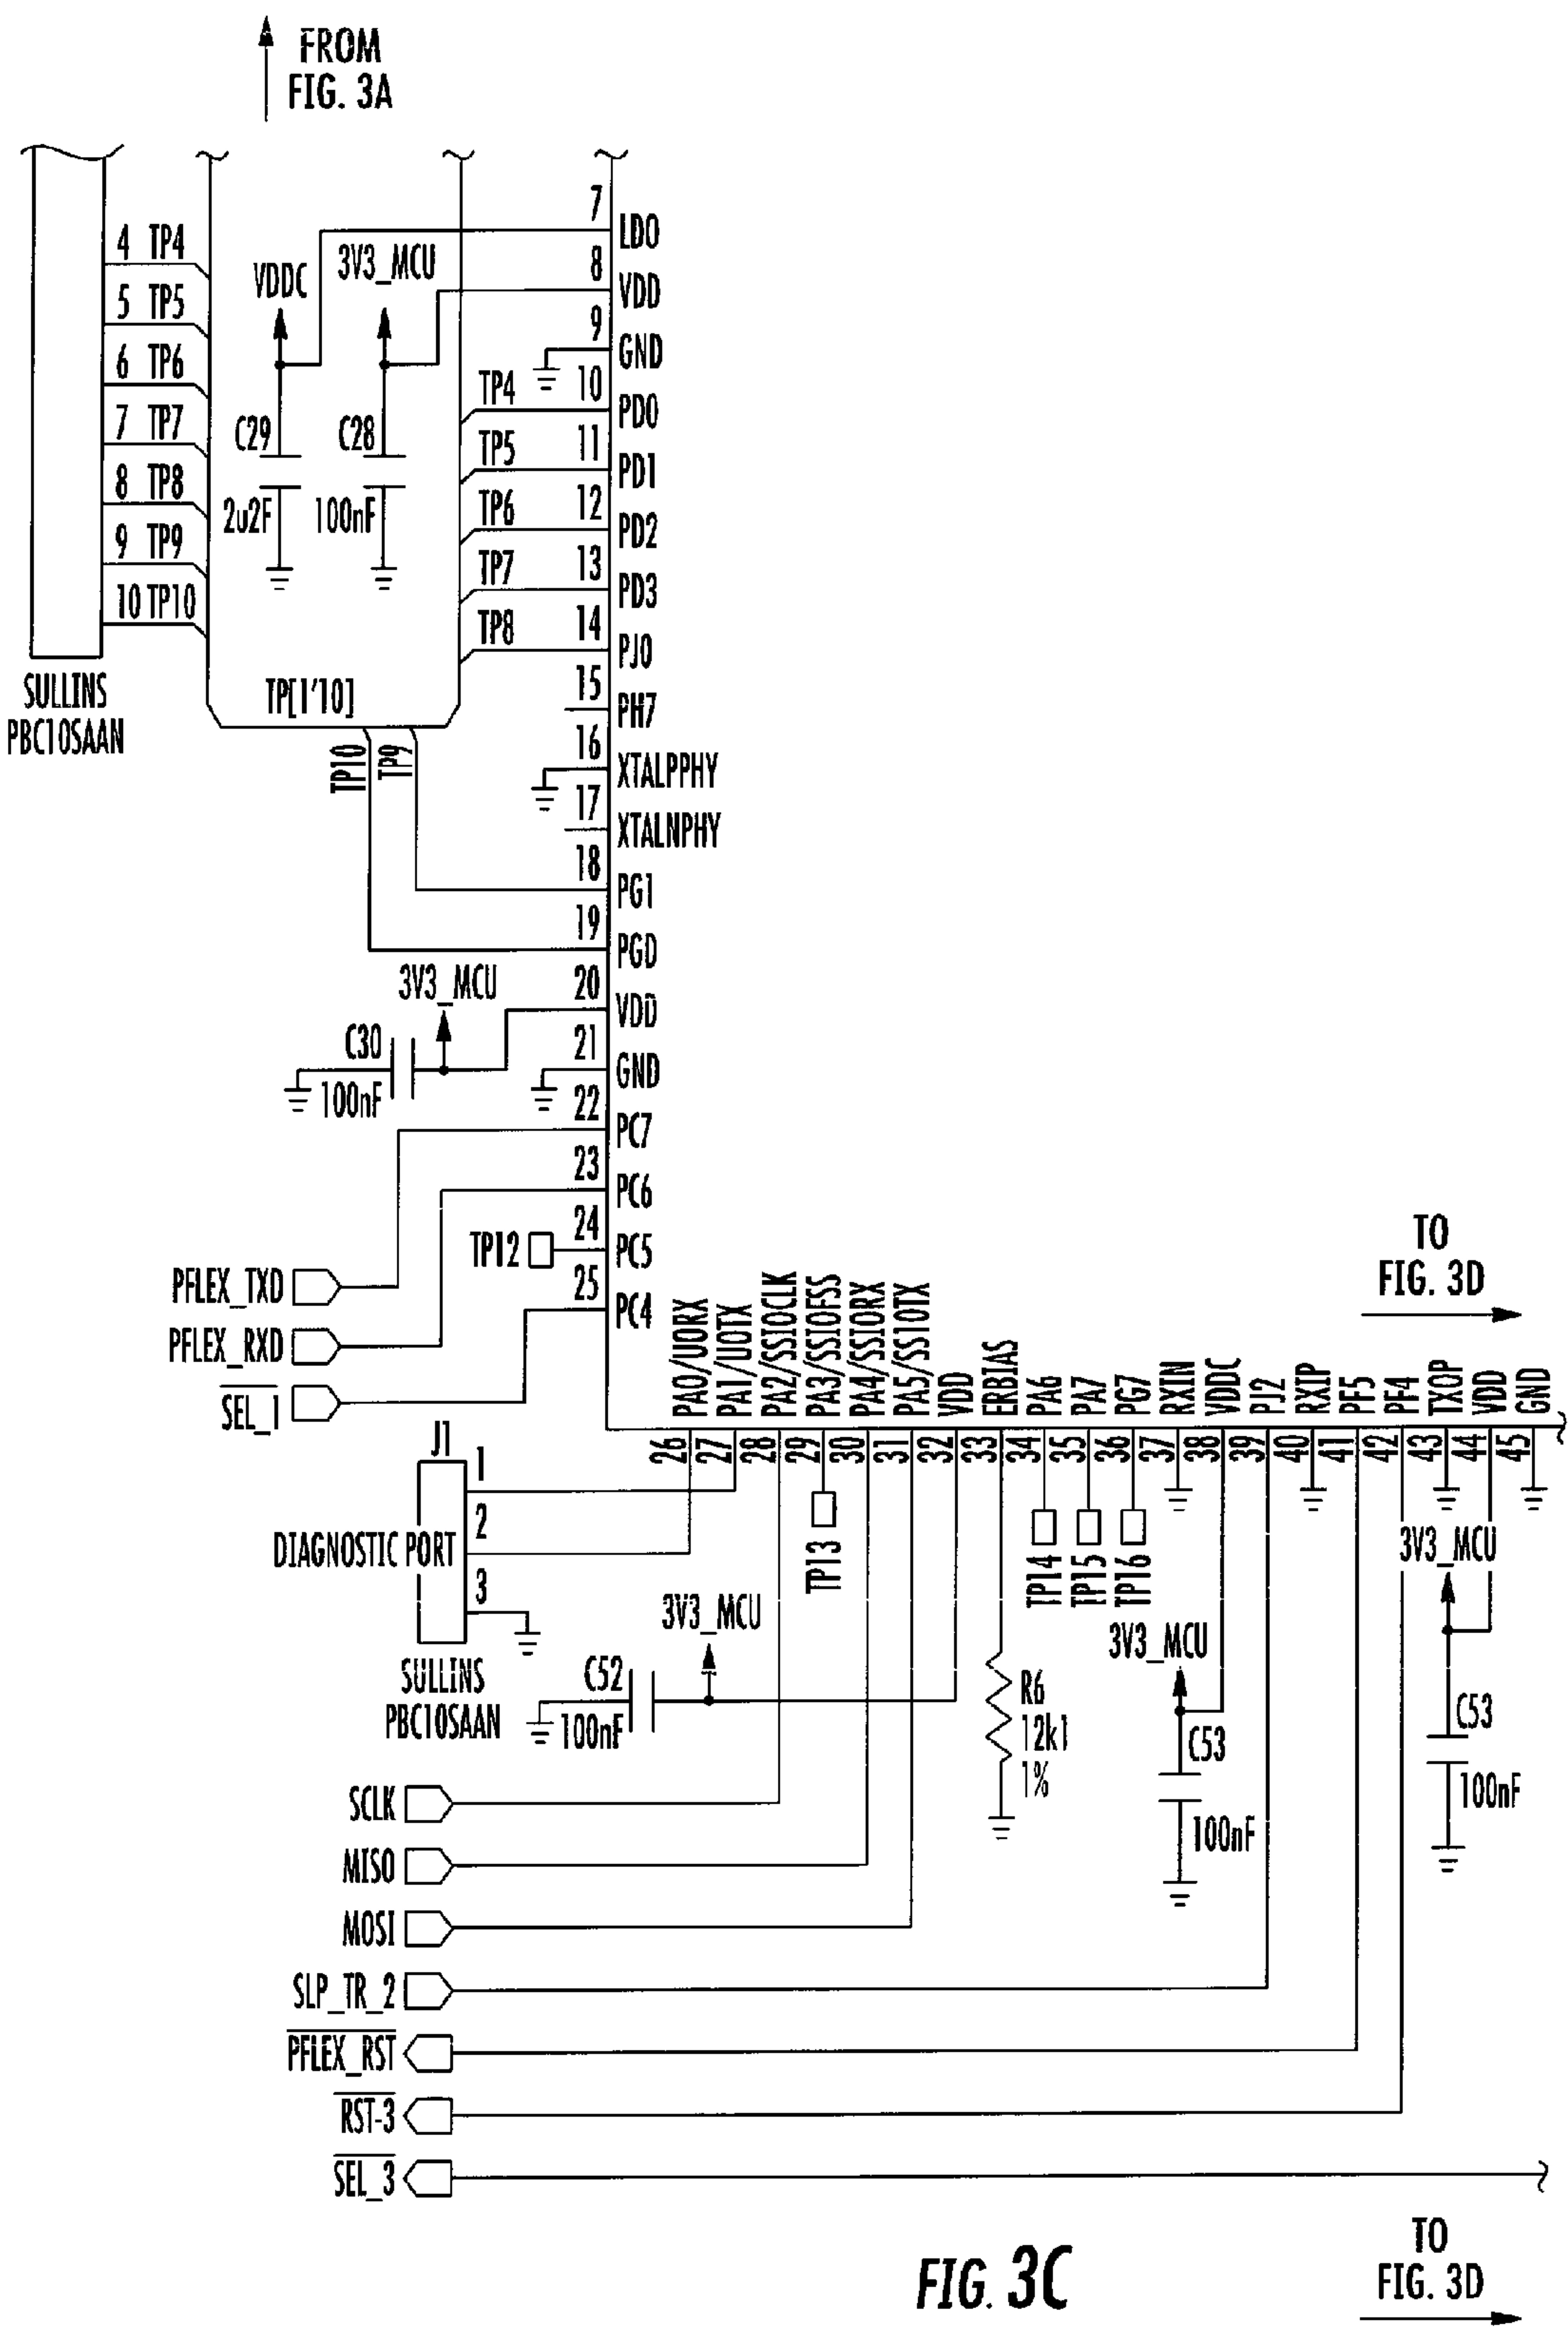 FROM
FIG. 3A
4 TP4
5 TP5
6 TP6
7 TP7
8 TP8
9 TP9
10 TP10
SULLINS
PBC10SAAN
VDDC
3V3_MCU
C29
2u2F
C28
100nF
TP[1'10]
TP10
TP9
TP4
TP5
TP6
TP7
TP8
7
LDO
8
VDD
9
GND
10
PD0
11
PD1
12
PD2
13
PD3
14
PJ0
15
PH7
16
XTALPPHY
17
XTALNPHY
18
PG1
19
PGD
20
VDD
21
GND
22
PC7
23
PC6
24
PC5
25
PC4
3V3_MCU
C30
100nF
TP12
PFLEX_TXD
PFLEX_RXD
SEL_1
TO
FIG. 3D
PA0/UORX
PA1/UOTX
PA2/SSIOCLK
PA3/SSIOFSS
PA4/SSIORX
PA5/SSIOTX
VDD
ERBIAS
PA6
PA7
PG7
RXIN
VDDC
PJ2
RXIP
PF5
PF4
TXOP
VDD
GND
26
27
28
29
30
31
32
33
34
35
36
37
38
39
40
41
42
43
44
45
J1
1
2
3
DIAGNOSTIC PORT
SULLINS
PBC10SAAN
TP13
TP14
TP15
TP16
3V3_MCU
C52
100nF
R6
12k1
1%
3V3_MCU
C53
100nF
3V3_MCU
C53
100nF
SCLK
MISO
MOSI
SLP_TR_2
PFLEX_RST
RST-3
SEL_3
FIG. 3C
TO
FIG. 3D